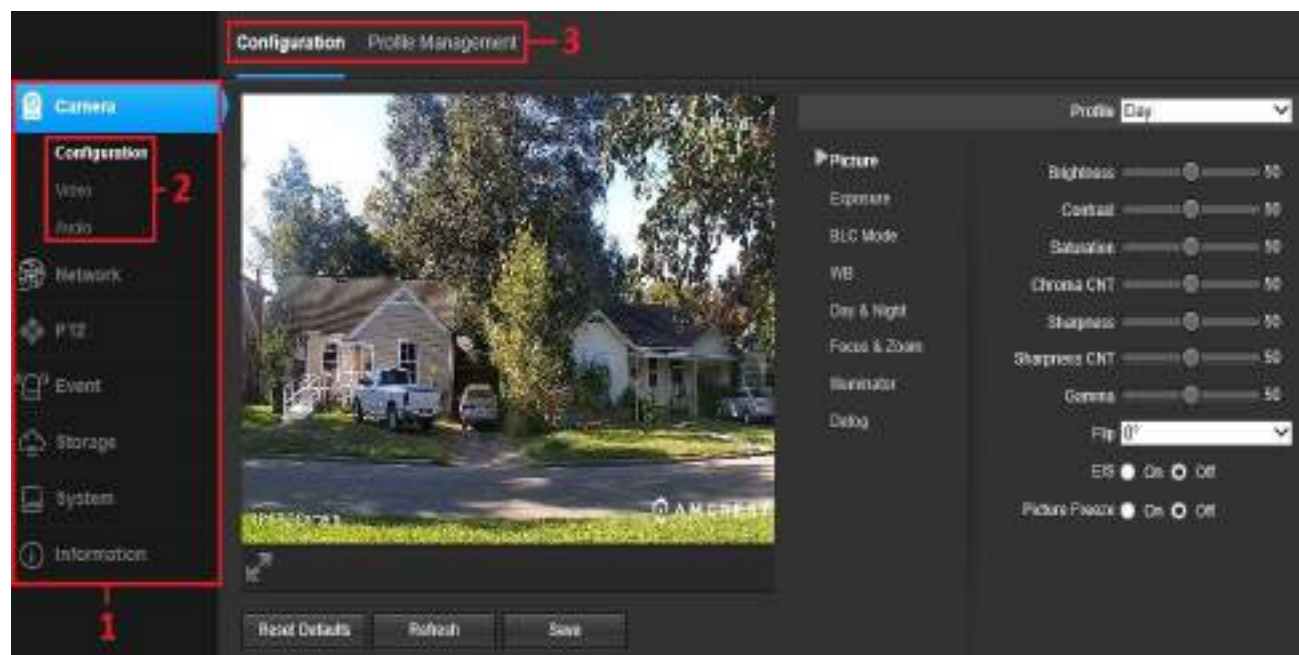 Configuration Profile Management 3
Camera
Configuration
Video
Audio
2
Network
PTZ
Event
Storage
System
Information
1
AMCREST
Reset Defaults Refresh Save
Profile Day
Picture
Exposure
BLC Mode
WB
Day & Night
Focus & Zoom
Illuminator
Defog
Brightness 50
Contrast 50
Saturation 50
Chroma CNT 50
Sharpness 50
Sharpness CNT 50
Gamma 50
Flip 0°
EIS On Off
Picture Freeze On Off